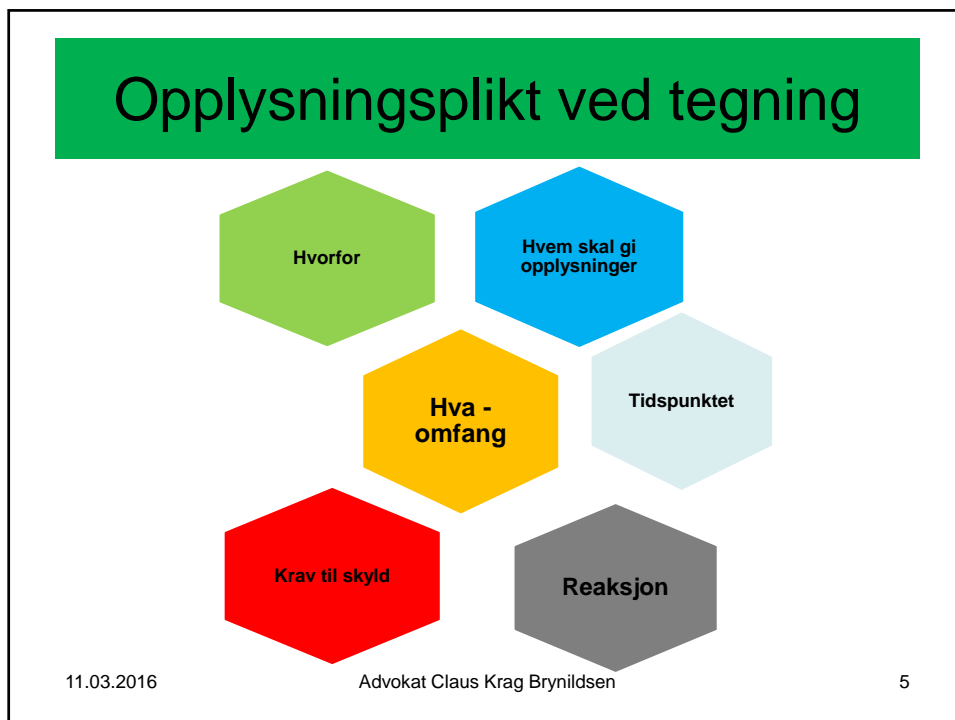 Opplysningsplikt ved tegning
Hvorfor
Hvem skal gi
opplysninger
Hva -
omfang
Tidspunktet
Krav til skyld
Reaksjon
11.03.2016
Advokat Claus Krag Brynildsen
5